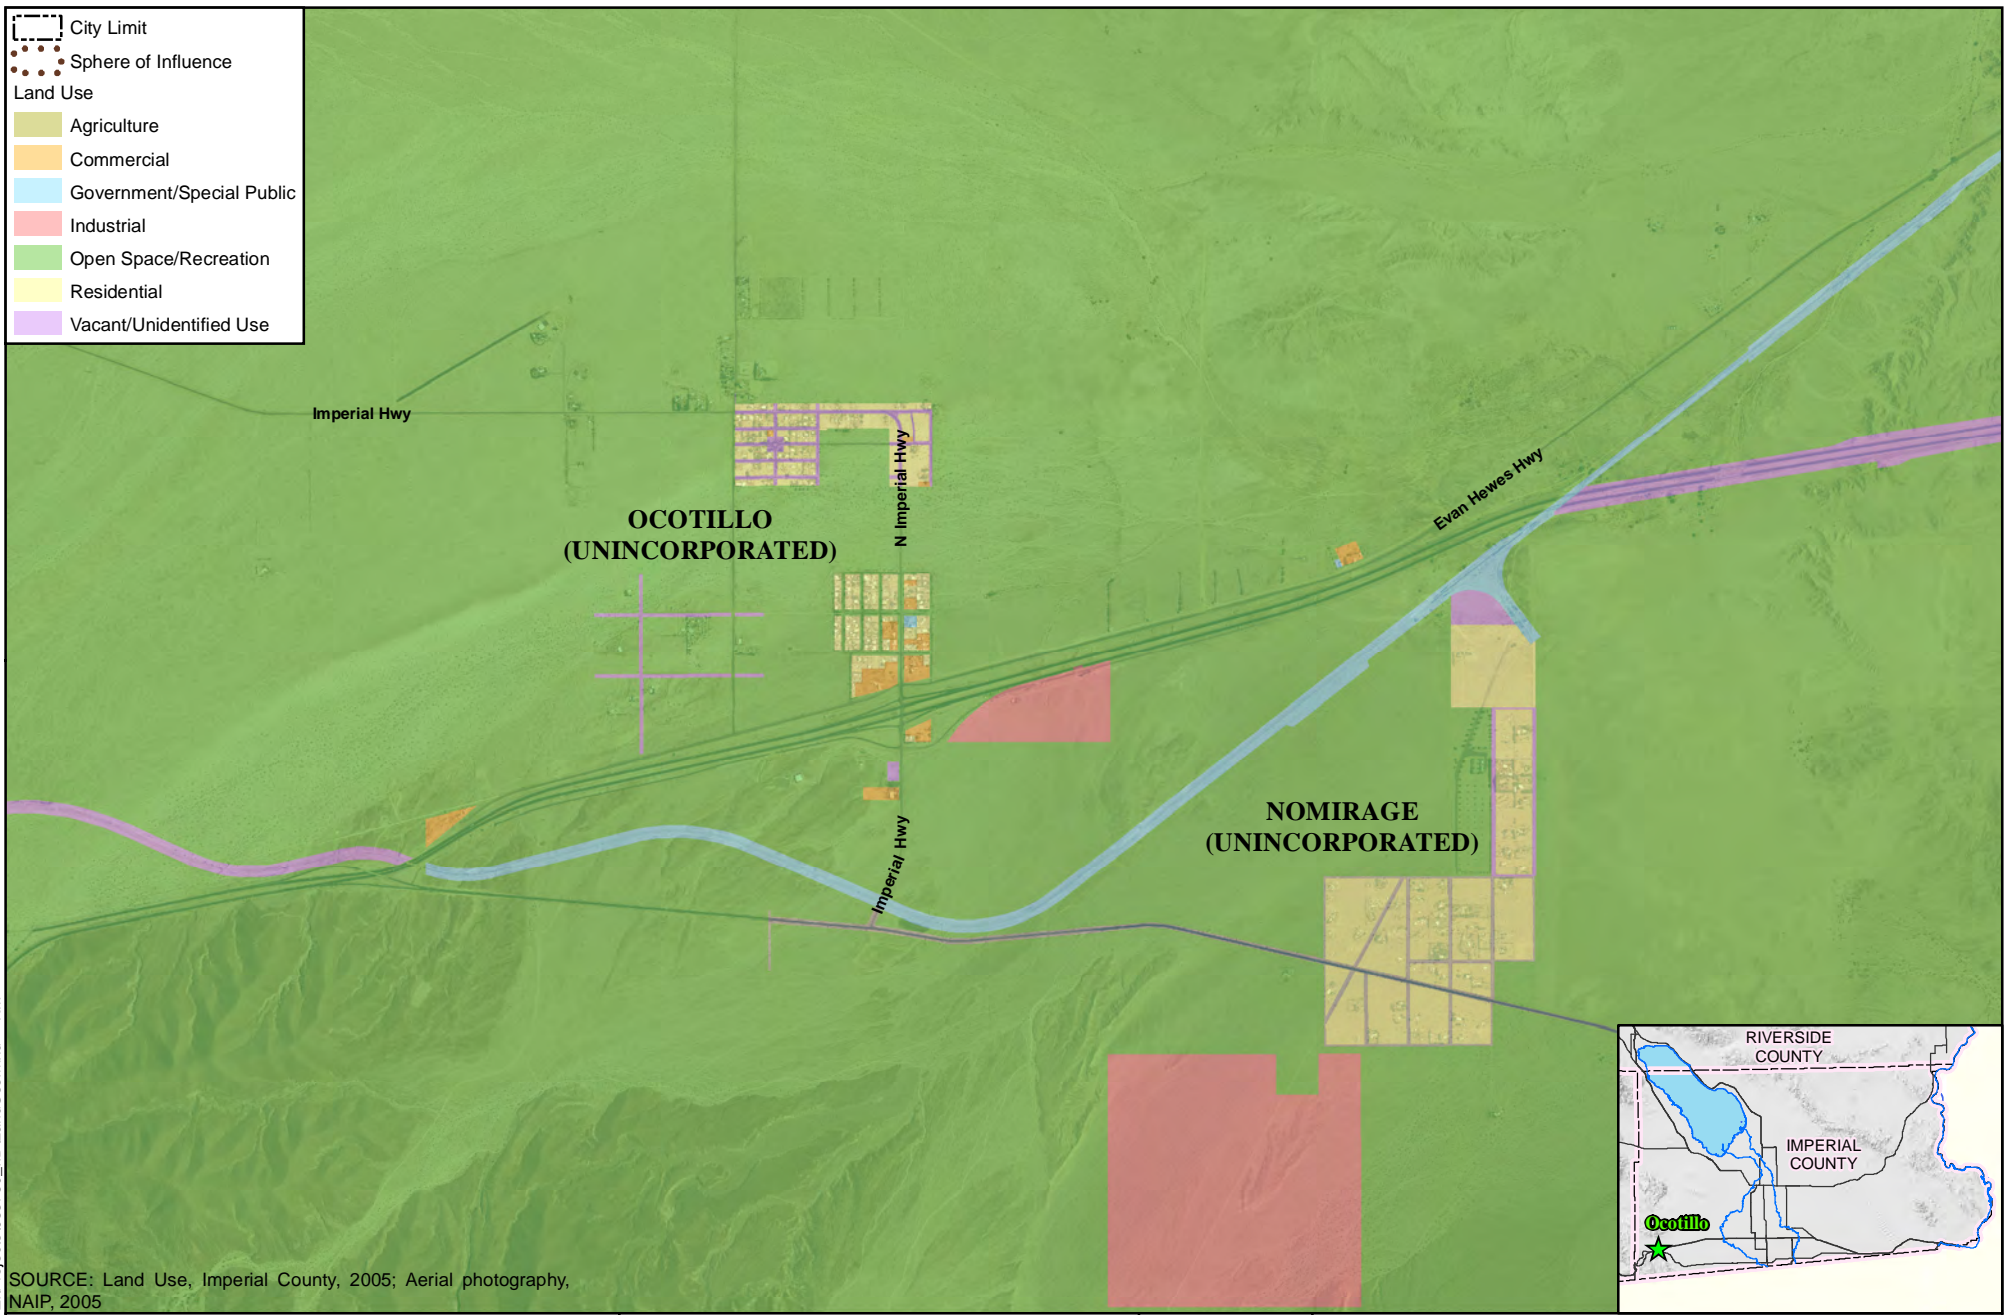 City Limit
Sphere of Influence
Land Use
Agriculture
Commercial
Government/Special Public
Industrial
Open Space/Recreation
Residential
Vacant/Unidentified Use
Imperial Hwy
N Imperial Hwy
Evan Hewes Hwy
OCOTILLO
(UNINCORPORATED)
NOMIRAGE
(UNINCORPORATED)
Imperial Hwy
RIVERSIDE
COUNTY
IMPERIAL
COUNTY
Ocotillo
SOURCE: Land Use, Imperial County, 2005; Aerial photography,
NAIP, 2005